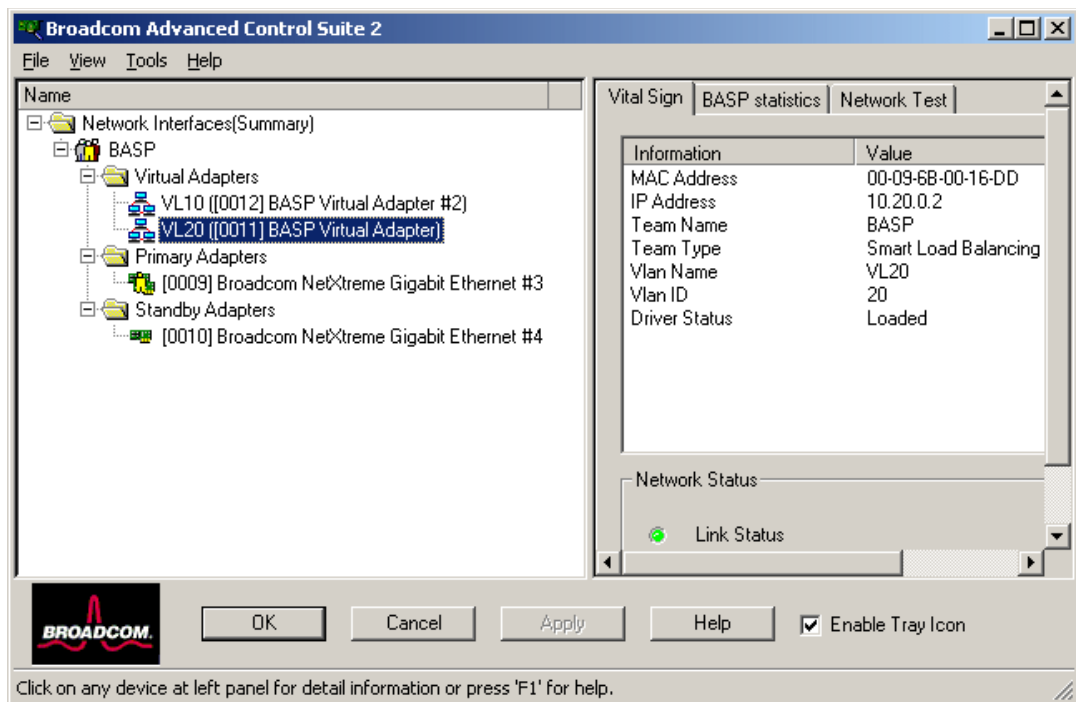 Broadcom Advanced Control Suite 2
File View Tools Help
Name
Network Interfaces(Summary)
BASP
Virtual Adapters
VL10 ([0012] BASP Virtual Adapter #2)
VL20 ([0011] BASP Virtual Adapter)
Primary Adapters
[0009] Broadcom NetXtreme Gigabit Ethernet #3
Standby Adapters
[0010] Broadcom NetXtreme Gigabit Ethernet #4
Vital Sign BASP statistics Network Test
Information Value
MAC Address 00-09-6B-00-16-DD
IP Address 10.20.0.2
Team Name BASP
Team Type Smart Load Balancing
Vlan Name VL20
Vlan ID 20
Driver Status Loaded
Network Status
Link Status
BROADCOM.
OK Cancel Apply Help Enable Tray Icon
Click on any device at left panel for detail information or press 'F1' for help.